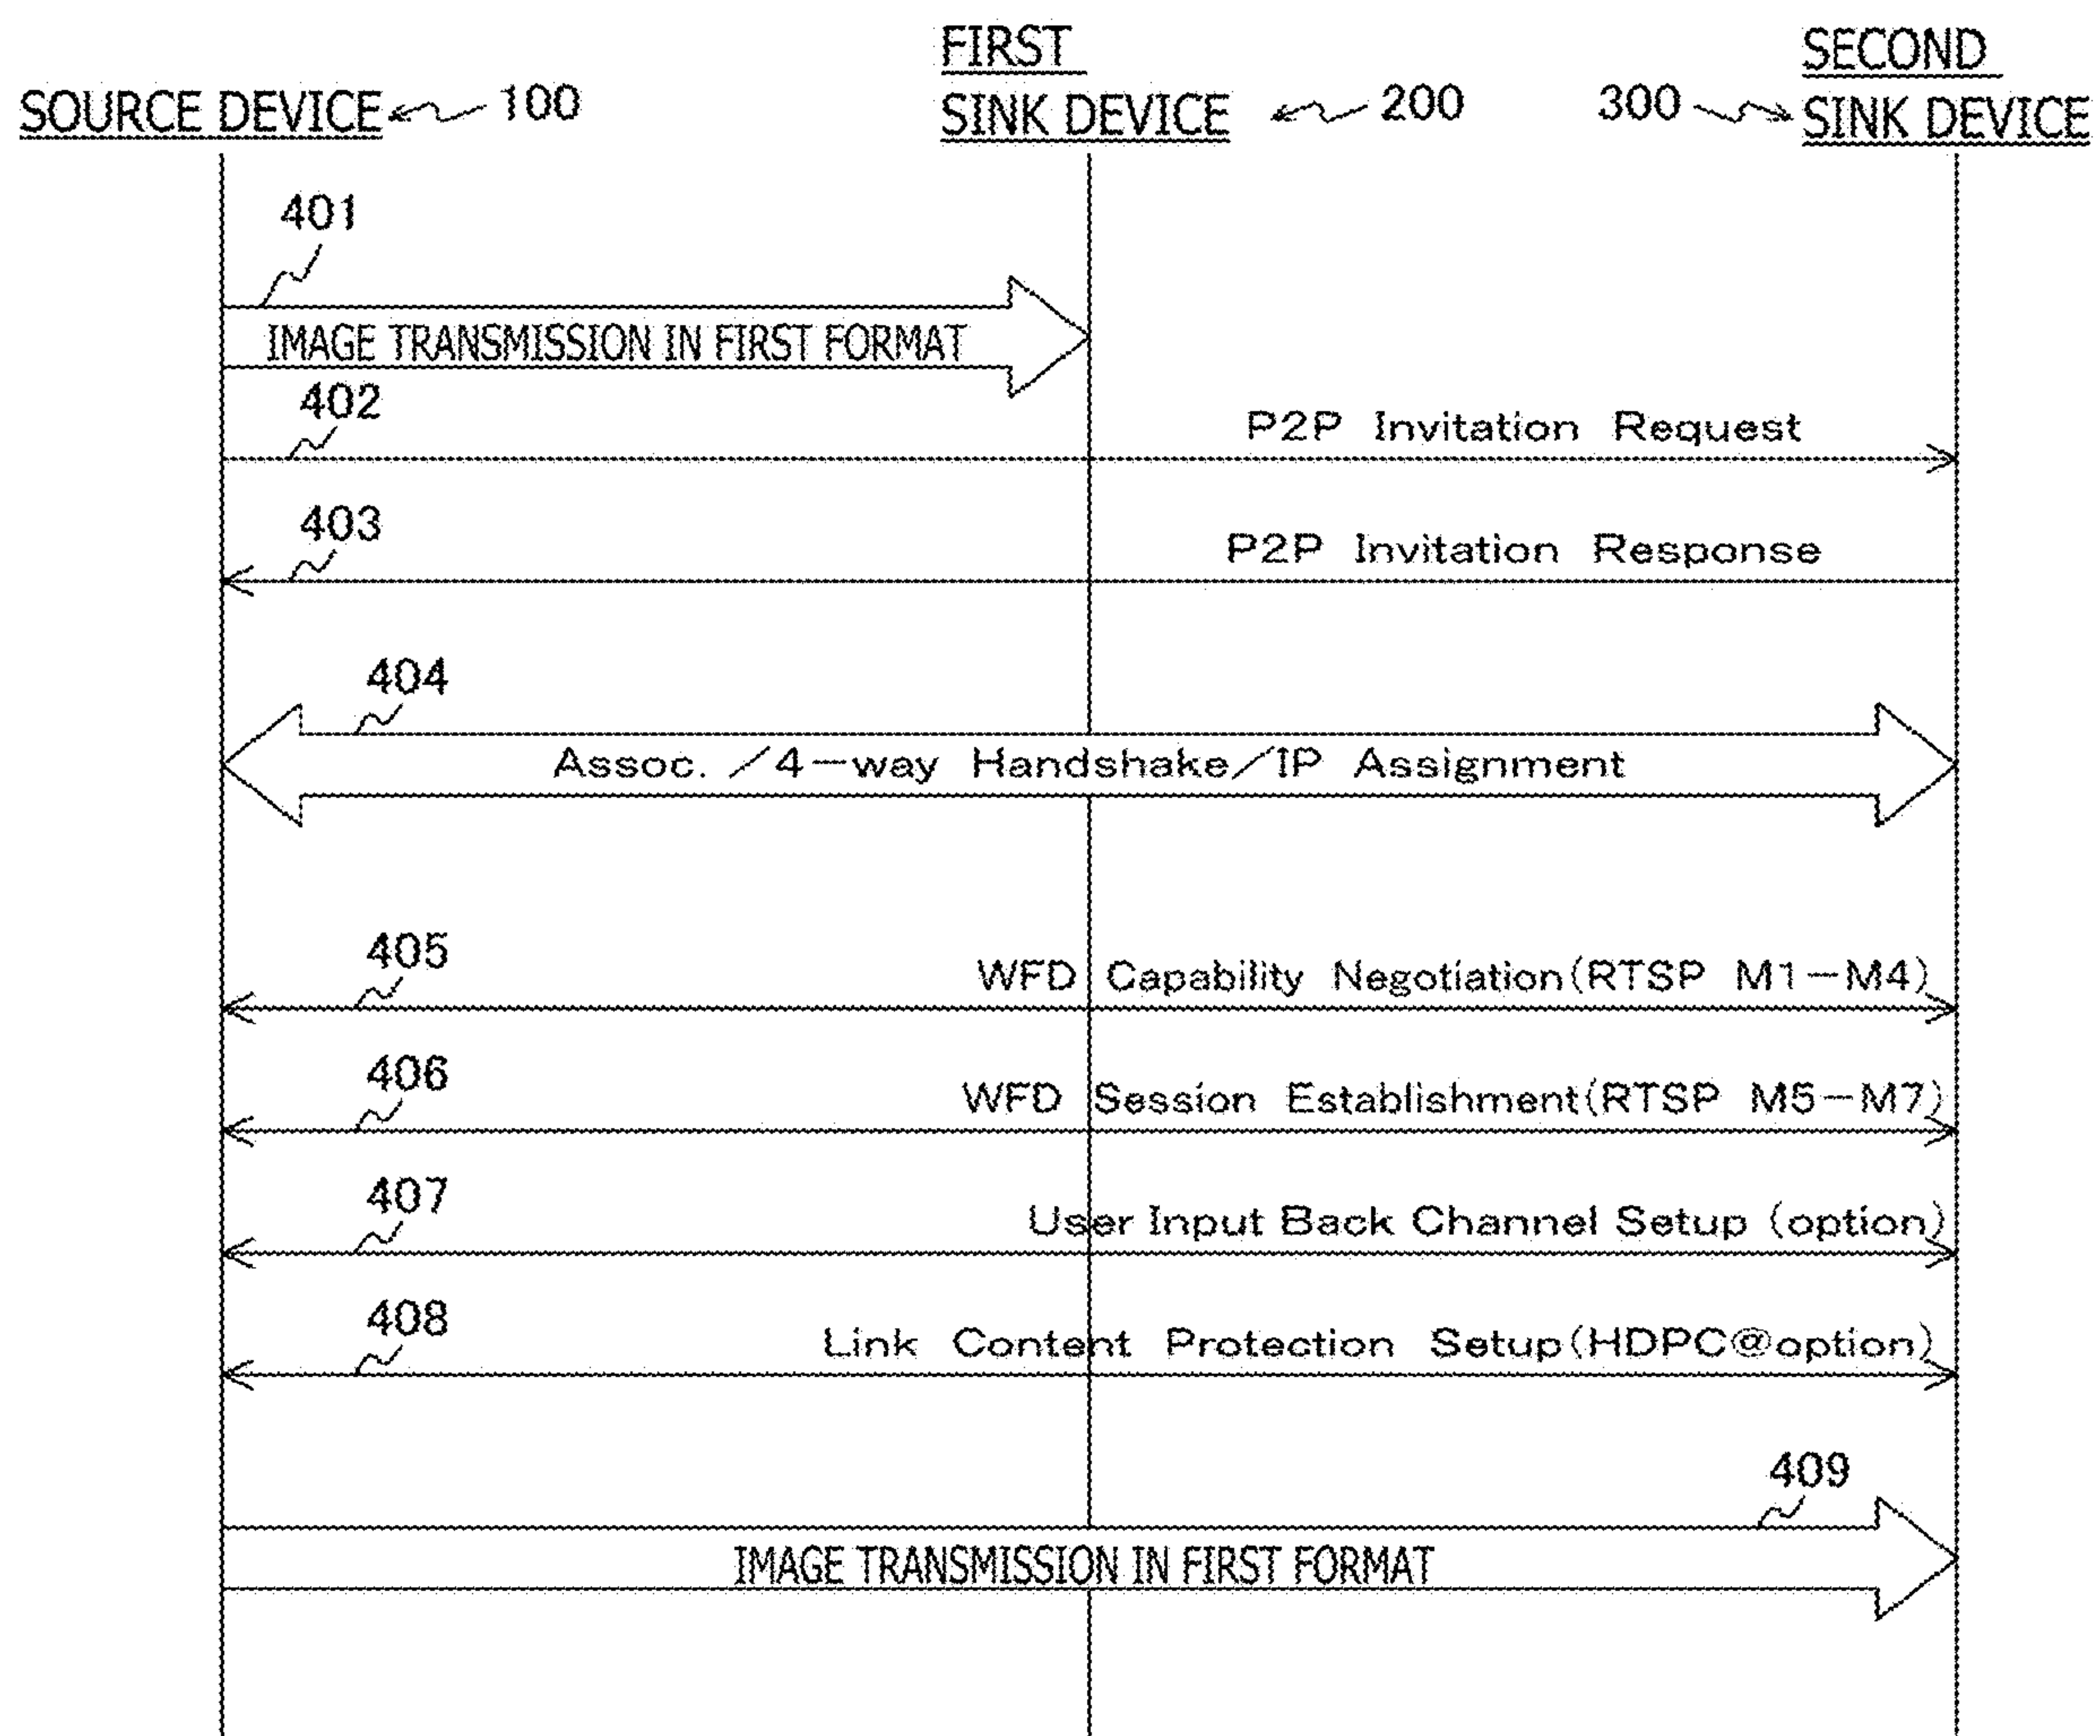 FIRST
SECOND
SOURCE DEVICE 100
SINK DEVICE 200
300 SINK DEVICE
401
IMAGE TRANSMISSION IN FIRST FORMAT
402
P2P Invitation Request
403
P2P Invitation Response
404
Assoc. /4-way Handshake/IP Assignment
405
WFD Capability Negotiation(RTSP M1-M4)
406
WFD Session Establishment(RTSP M5-M7)
407
User Input Back Channel Setup (option)
408
Link Content Protection Setup(HDPC@option)
409
IMAGE TRANSMISSION IN FIRST FORMAT